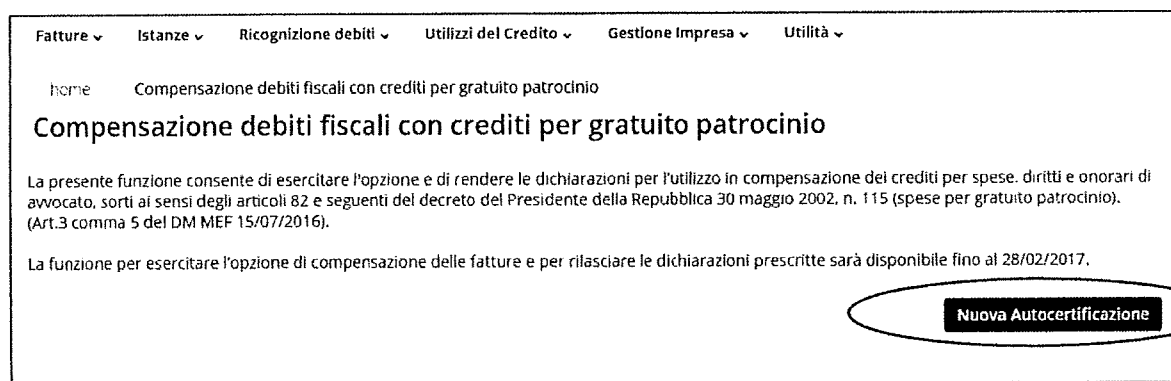 Fatture Istanze Ricognizione debiti Utilizzi del Credito Gestione Impresa Utilità
home Compensazione debiti fiscali con crediti per gratuito patrocinio
Compensazione debiti fiscali con crediti per gratuito patrocinio
La presente funzione consente di esercitare l'opzione e di rendere le dichiarazioni per l'utilizzo in compensazione dei crediti per spese, diritti e onorari di
avvocato, sorti ai sensi degli articoli 82 e seguenti del decreto del Presidente della Repubblica 30 maggio 2002, n. 115 (spese per gratuito patrocinio).
(Art.3 comma 5 del DM MEF 15/07/2016).
La funzione per esercitare l'opzione di compensazione delle fatture e per rilasciare le dichiarazioni prescritte sarà disponibile fino al 28/02/2017.
Nuova Autocertificazione